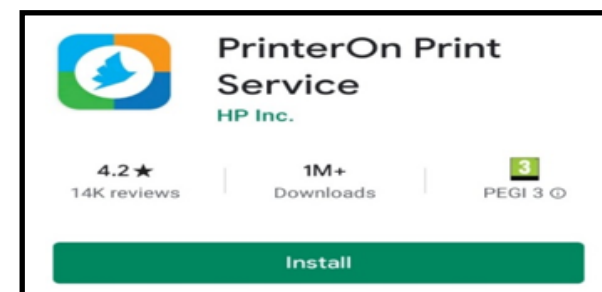 PrinterOn Print
Service
HP Inc.
4.2★ 1M+ 3
14K reviews Downloads PEGI 3 ⓘ
Install